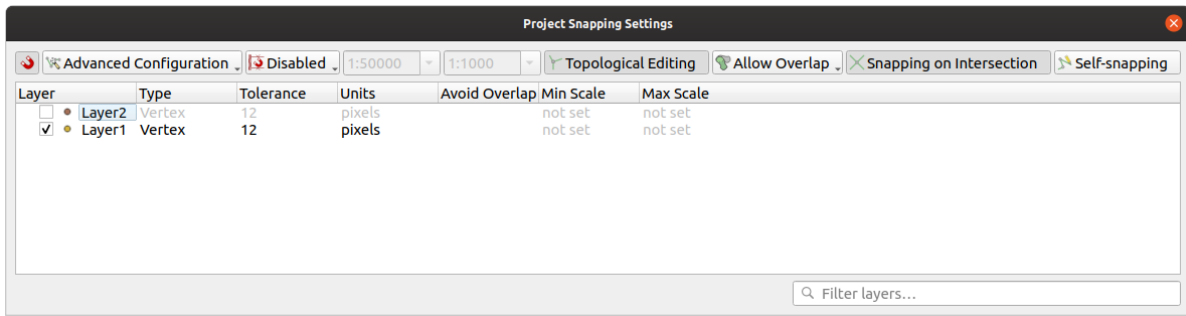 Project Snapping Settings
Advanced Configuration Disabled 1:50000 1:1000 Topological Editing Allow Overlap Snapping on Intersection Self-snapping
Layer Type Tolerance Units Avoid Overlap Min Scale Max Scale
Layer2 Vertex 12 pixels not set not set
Layer1 Vertex 12 pixels not set not set
Filter layers...